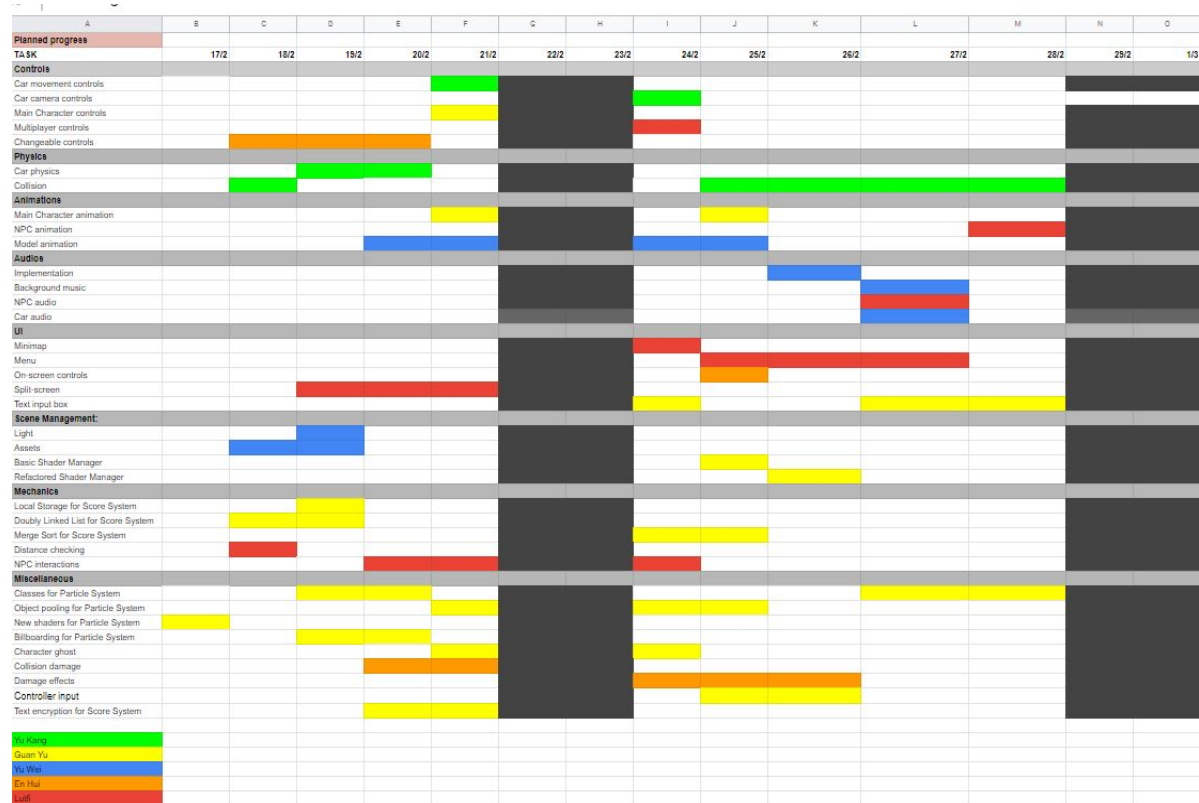 A B C D E F G H I J K L M N O
Planned progress
TASK 17/2 18/2 19/2 20/2 21/2 22/2 23/2 24/2 25/2 26/2 27/2 28/2 29/2 1/3
Controls
Car movement controls
Car camera controls
Main Character controls
Multiplayer controls
Changeable controls
Physics
Car physics
Collision
Animations
Main Character animation
NPC animation
Model animation
Audios
Implementation
Background music
NPC audio
Car audio
UI
Minimap
Menu
On-screen controls
Split-screen
Text input box
Scene Management:
Light
Assets
Basic Shader Manager
Refactored Shader Manager
Mechanics
Local Storage for Score System
Doubly Linked List for Score System
Merge Sort for Score System
Distance checking
NPC interactions
Miscellaneous
Classes for Particle System
Object pooling for Particle System
New shaders for Particle System
Billboarding for Particle System
Character ghost
Collision damage
Damage effects
Controller input
Text encryption for Score System
Yu Kang
Guan Yu
Yu Wei
En Hui
Lutfi